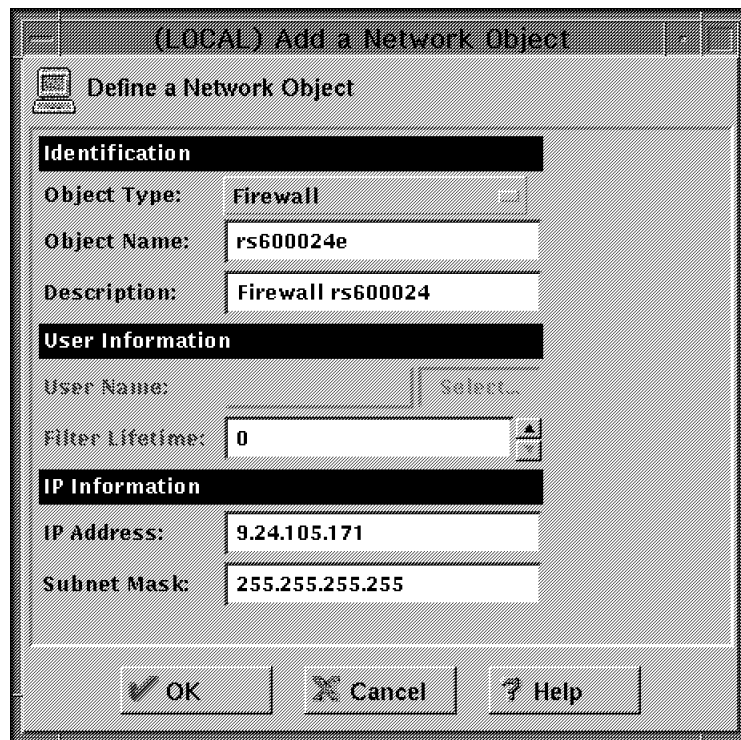 (LOCAL) Add a Network Object
Define a Network Object
Identification
Object Type: Firewall
Object Name: rs600024e
Description: Firewall rs600024
User Information
User Name: Select...
Filter Lifetime: 0
IP Information
IP Address: 9.24.105.171
Subnet Mask: 255.255.255.255
OK Cancel ? Help